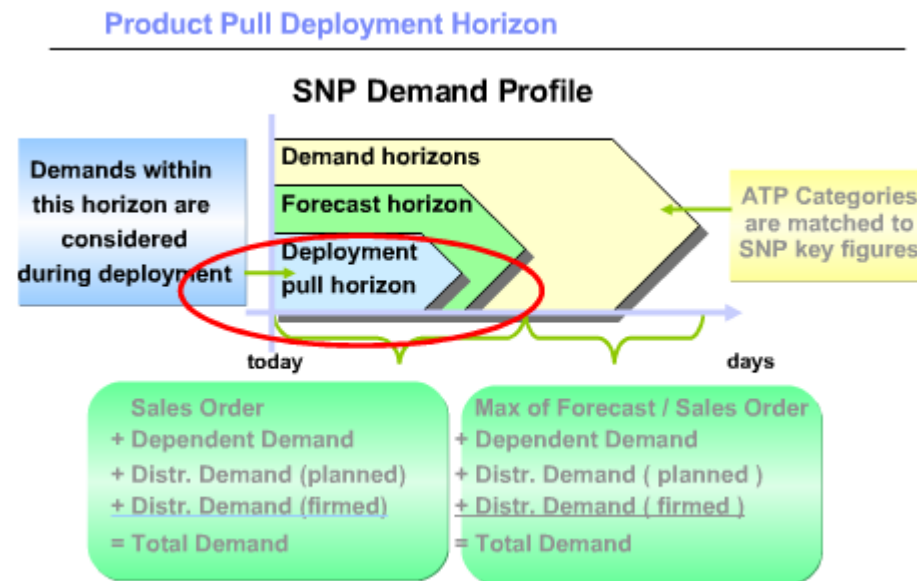 Product Pull Deployment Horizon
SNP Demand Profile
Demands within
this horizon are
considered
during deployment
Demand horizons
Forecast horizon
Deployment
pull horizon
ATP Categories
are matched to
SNP key figures
today
days
Sales Order
+ Dependent Demand
+ Distr. Demand (planned)
+ Distr. Demand (firmed)
= Total Demand
Max of Forecast / Sales Order
+ Dependent Demand
+ Distr. Demand ( planned )
+ Distr. Demand ( firmed )
= Total Demand